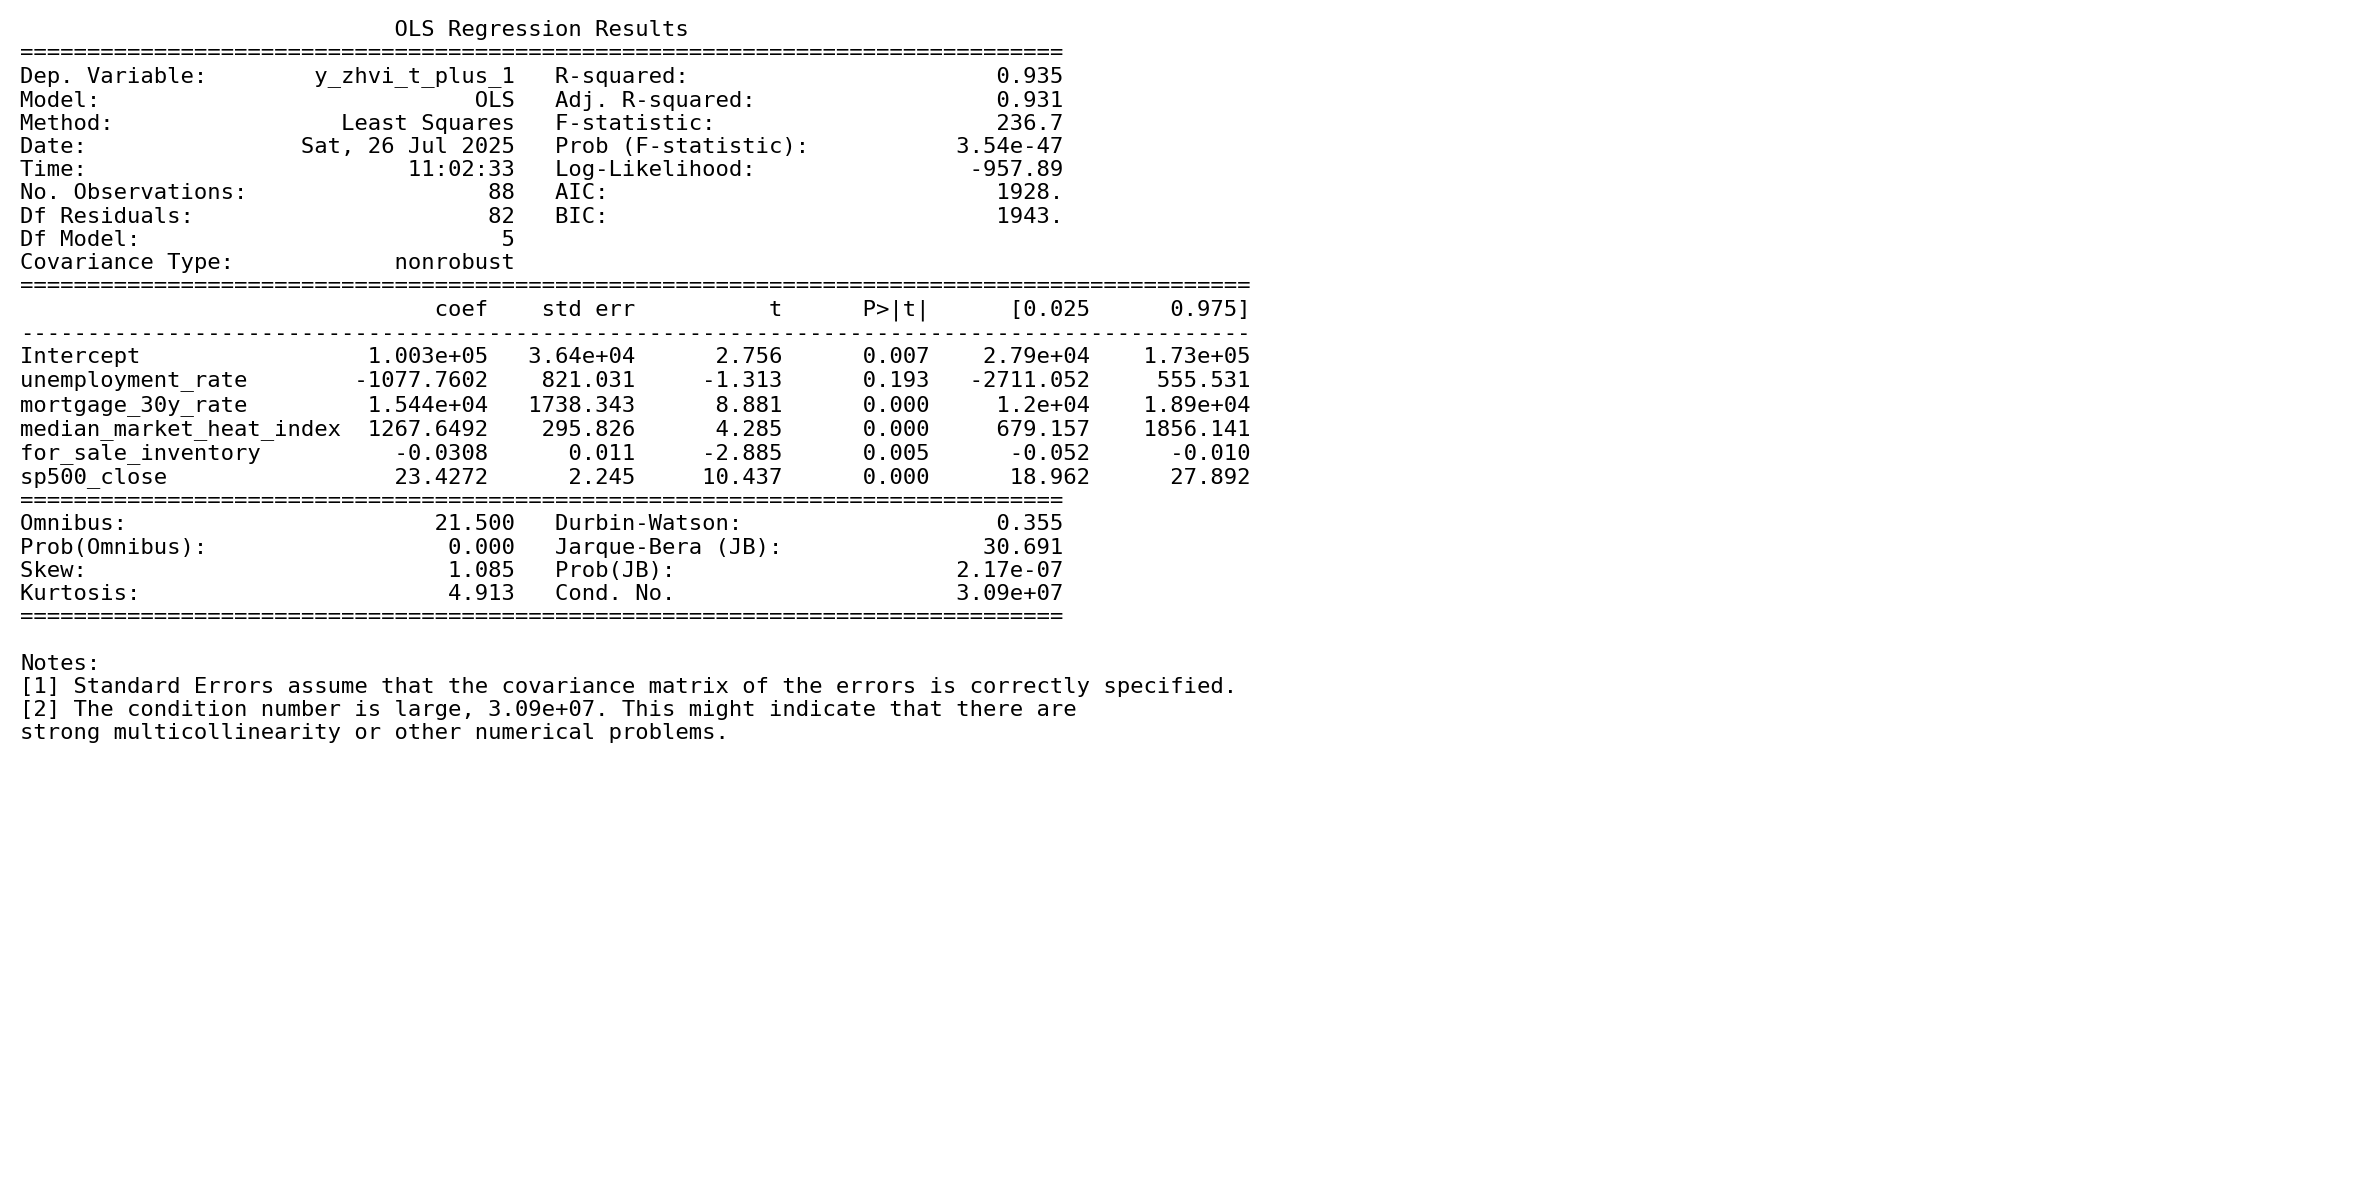 OLS Regression Results
==============================================================================
Dep. Variable:        y_zhvi_t_plus_1   R-squared:                       0.935
Model:                            OLS   Adj. R-squared:                  0.931
Method:                 Least Squares   F-statistic:                     236.7
Date:                Sat, 26 Jul 2025   Prob (F-statistic):           3.54e-47
Time:                        11:02:33   Log-Likelihood:                -957.89
No. Observations:                  88   AIC:                             1928.
Df Residuals:                      82   BIC:                             1943.
Df Model:                           5
Covariance Type:            nonrobust
============================================================================================
                               coef    std err          t      P>|t|      [0.025      0.975]
--------------------------------------------------------------------------------------------
Intercept                 1.003e+05   3.64e+04      2.756      0.007    2.79e+04    1.73e+05
unemployment_rate        -1077.7602    821.031     -1.313      0.193   -2711.052     555.531
mortgage_30y_rate         1.544e+04   1738.343      8.881      0.000     1.2e+04    1.89e+04
median_market_heat_index  1267.6492    295.826      4.285      0.000     679.157    1856.141
for_sale_inventory          -0.0308      0.011     -2.885      0.005      -0.052      -0.010
sp500_close                 23.4272      2.245     10.437      0.000      18.962      27.892
==============================================================================
Omnibus:                       21.500   Durbin-Watson:                   0.355
Prob(Omnibus):                  0.000   Jarque-Bera (JB):               30.691
Skew:                           1.085   Prob(JB):                     2.17e-07
Kurtosis:                       4.913   Cond. No.                     3.09e+07
==============================================================================

Notes:
[1] Standard Errors assume that the covariance matrix of the errors is correctly specified.
[2] The condition number is large, 3.09e+07. This might indicate that there are
strong multicollinearity or other numerical problems.